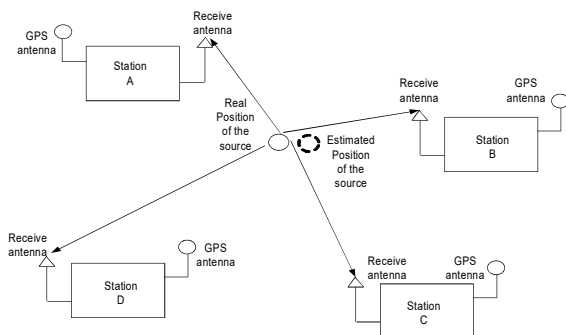 GPS
antenna
Receive
antenna
Station
A
Real
Position
of the
source
Estimated
Position
of the
source
Receive
antenna
GPS
antenna
Station
B
Receive
antenna
GPS
antenna
Station
D
Receive
antenna
GPS
antenna
Station
C